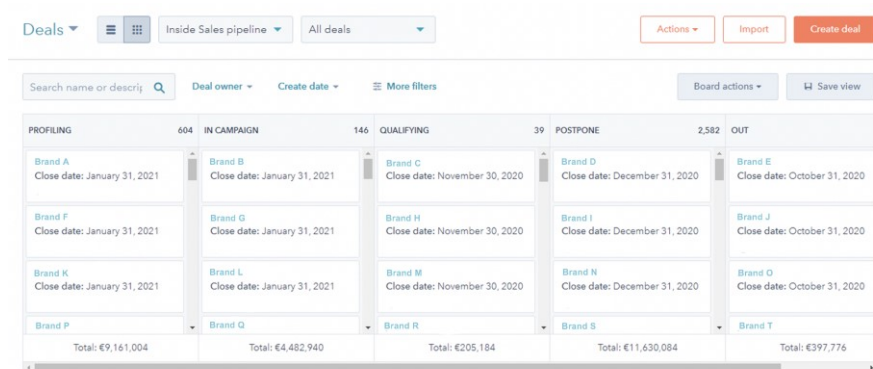 Deals
Inside Sales pipeline
All deals
Actions
Import
Create deal
Search name or descrip
Deal owner
Create date
More filters
Board actions
Save view
PROFILING 604 IN CAMPAIGN 146 QUALIFYING 39 POSTPONE 2,582 OUT
Brand A
Close date: January 31, 2021
Brand B
Close date: January 31, 2021
Brand C
Close date: November 30, 2020
Brand D
Close date: December 31, 2020
Brand E
Close date: October 31, 2020
Brand F
Close date: January 31, 2021
Brand G
Close date: January 31, 2021
Brand H
Close date: November 30, 2020
Brand I
Close date: December 31, 2020
Brand J
Close date: October 31, 2020
Brand K
Close date: January 31, 2021
Brand L
Close date: January 31, 2021
Brand M
Close date: November 30, 2020
Brand N
Close date: December 31, 2020
Brand O
Close date: October 31, 2020
Brand P
Brand Q
Brand R
Brand S
Brand T
Total: €9,161,004
Total: €4,482,940
Total: €205,184
Total: €11,630,084
Total: €397,776